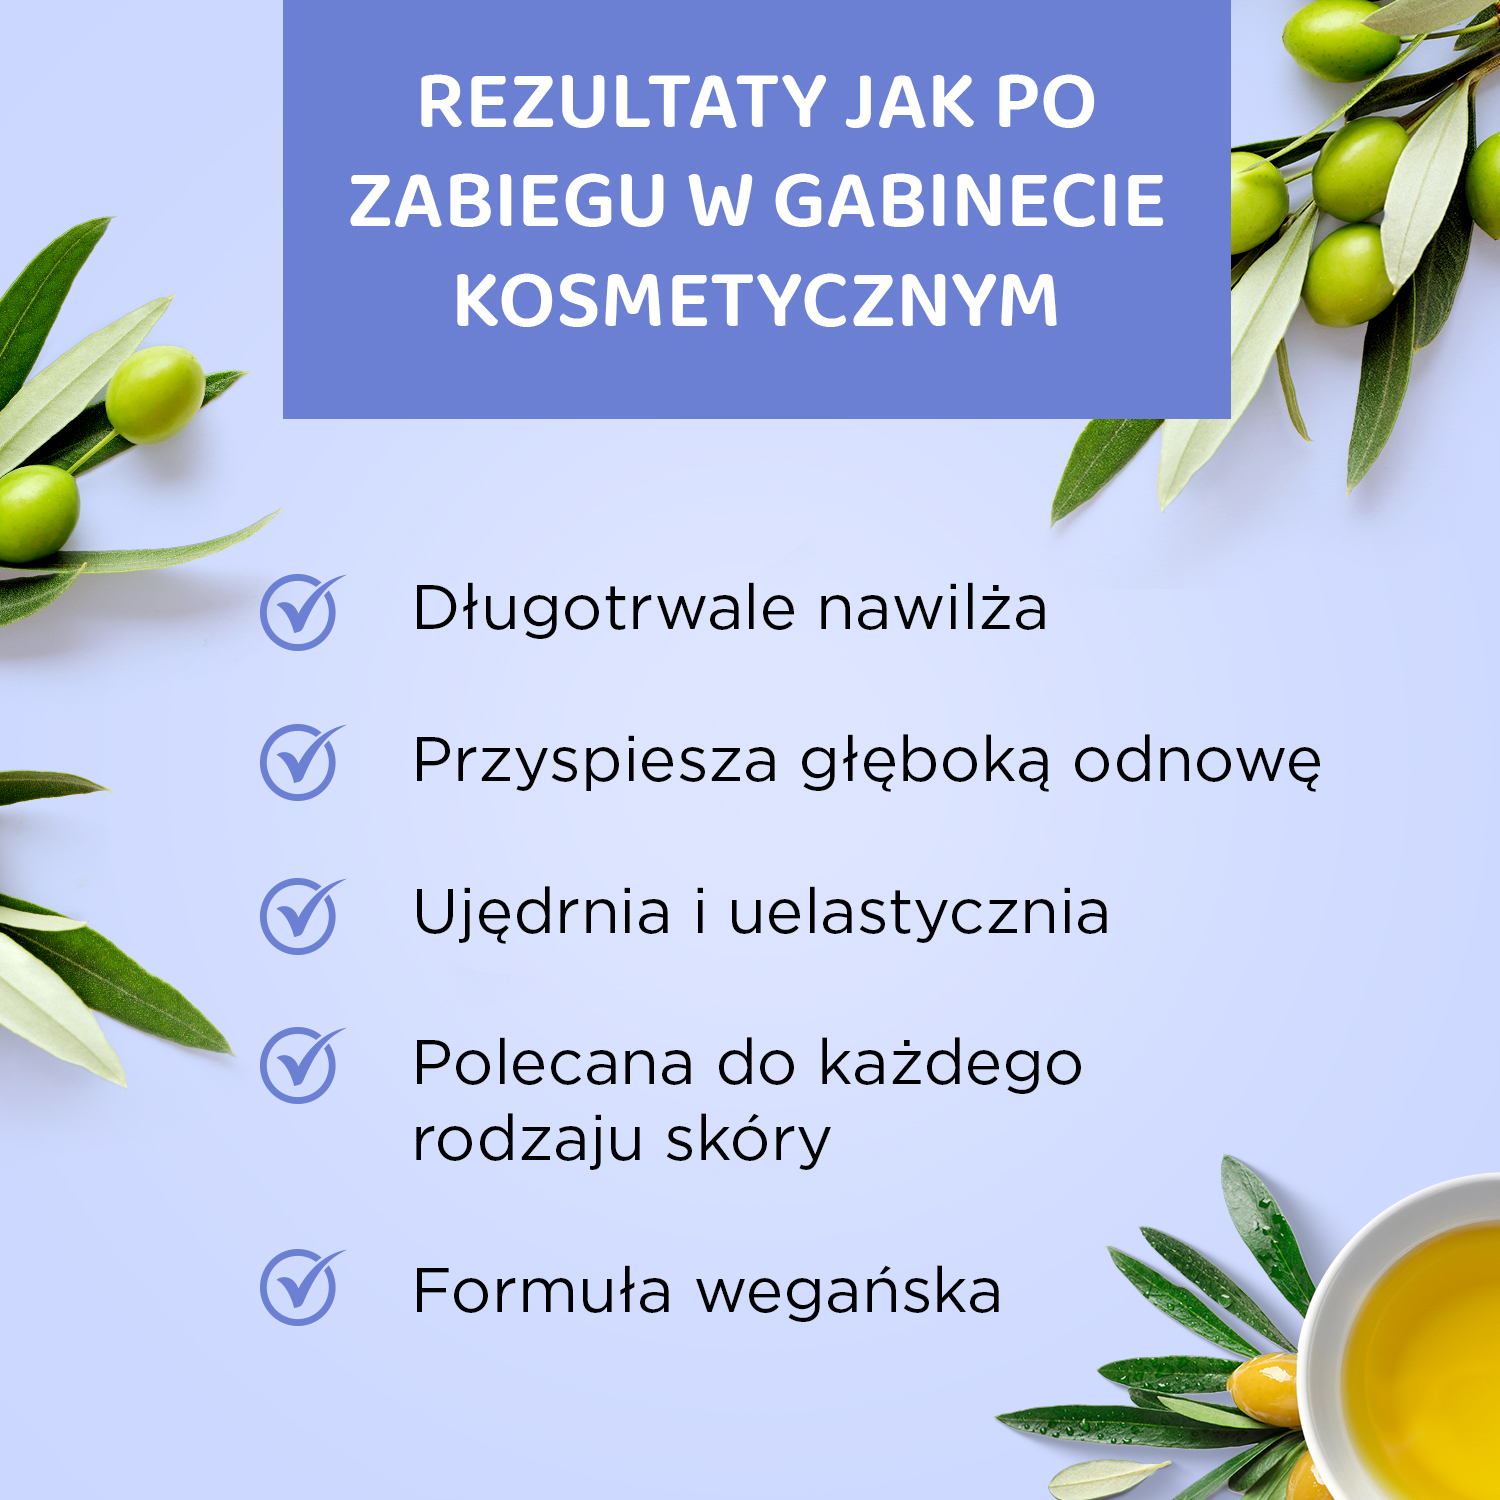 REZULTATY JAK PO
ZABIEGU W GABINECIE
KOSMETYCZNYM
Długotrwale nawilża
Przyspiesza głęboką odnowę
Ujędrnia i uelastycznia
Polecana do każdego
rodzaju skóry
Formuła wegańska